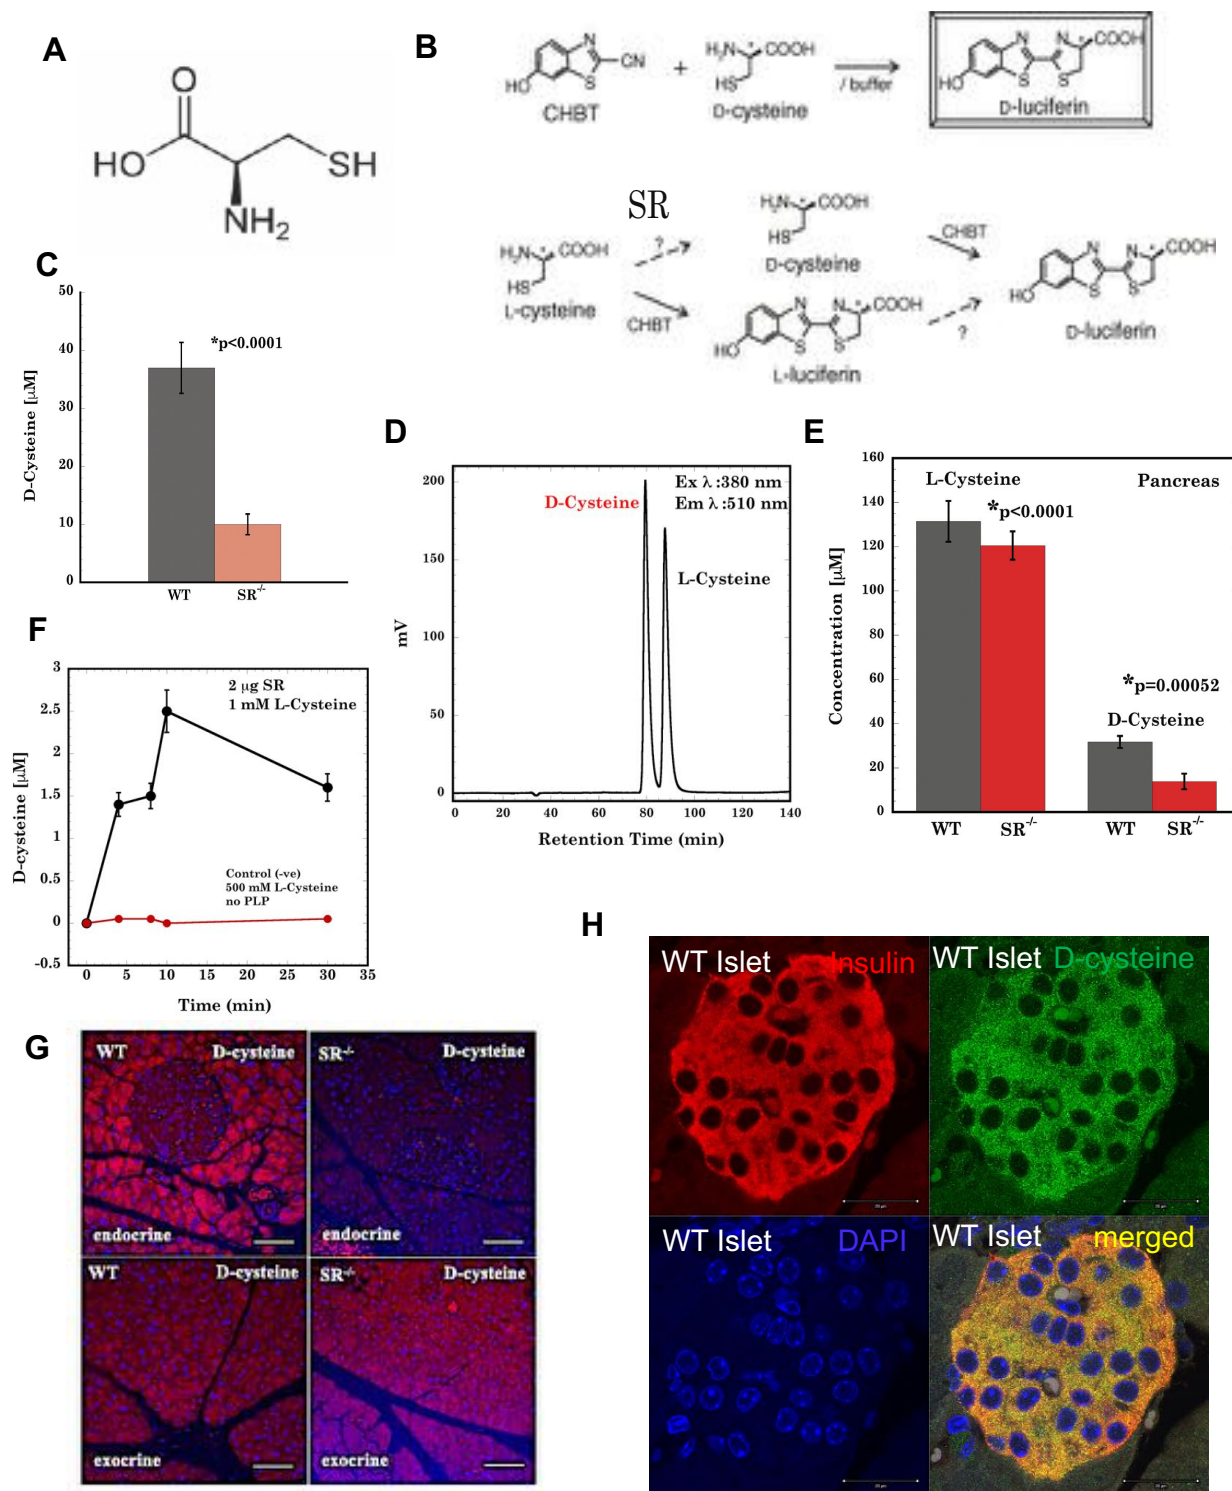 A
O
HO
SH
NH2
B
N
S
CN
HO
CHBT
+
H2N
COOH
HS
D-cysteine
/ buffer
N
N
COOH
S
S
HO
D-luciferin
SR
H2N
COOH
HS
L-cysteine
?
CHBT
H2N
COOH
HS
D-cysteine
CHBT
N
N
COOH
S
S
HO
L-luciferin
?
N
N
COOH
S
S
HO
D-luciferin
C
D-Cysteine [µM]
50
40
30
20
10
0
*p<0.0001
WT
SR-/-
D
mV
200
150
100
50
0
Ex λ :380 nm
Em λ :510 nm
D-Cysteine
L-Cysteine
0 20 40 60 80 100 120 140
Retention Time (min)
E
Concentration [µM]
160
140
120
100
80
60
40
20
0
L-Cysteine
Pancreas
*p<0.0001
*p=0.00052
D-Cysteine
WT SR-/- WT SR-/-
F
D-cysteine [µM]
3
2.5
2
1.5
1
0.5
0
-0.5
2 µg SR
1 mM L-Cysteine
Control (-ve)
500 mM L-Cysteine
no PLP
0 5 10 15 20 25 30 35
Time (min)
G
WT D-cysteine
endocrine
SR-/- D-cysteine
endocrine
WT D-cysteine
exocrine
SR-/- D-cysteine
exocrine
H
WT Islet Insulin
WT Islet D-cysteine
WT Islet DAPI
WT Islet merged